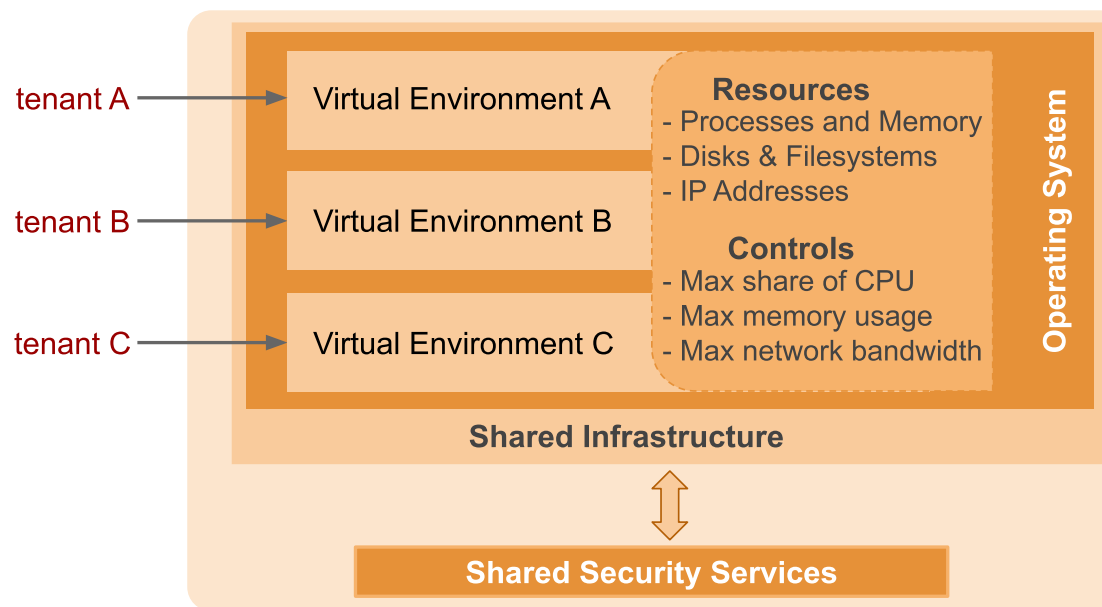 tenant A
Virtual Environment A
tenant B
Virtual Environment B
tenant C
Virtual Environment C
Resources
- Processes and Memory
- Disks & Filesystems
- IP Addresses
Controls
- Max share of CPU
- Max memory usage
- Max network bandwidth
Operating System
Shared Infrastructure
Shared Security Services